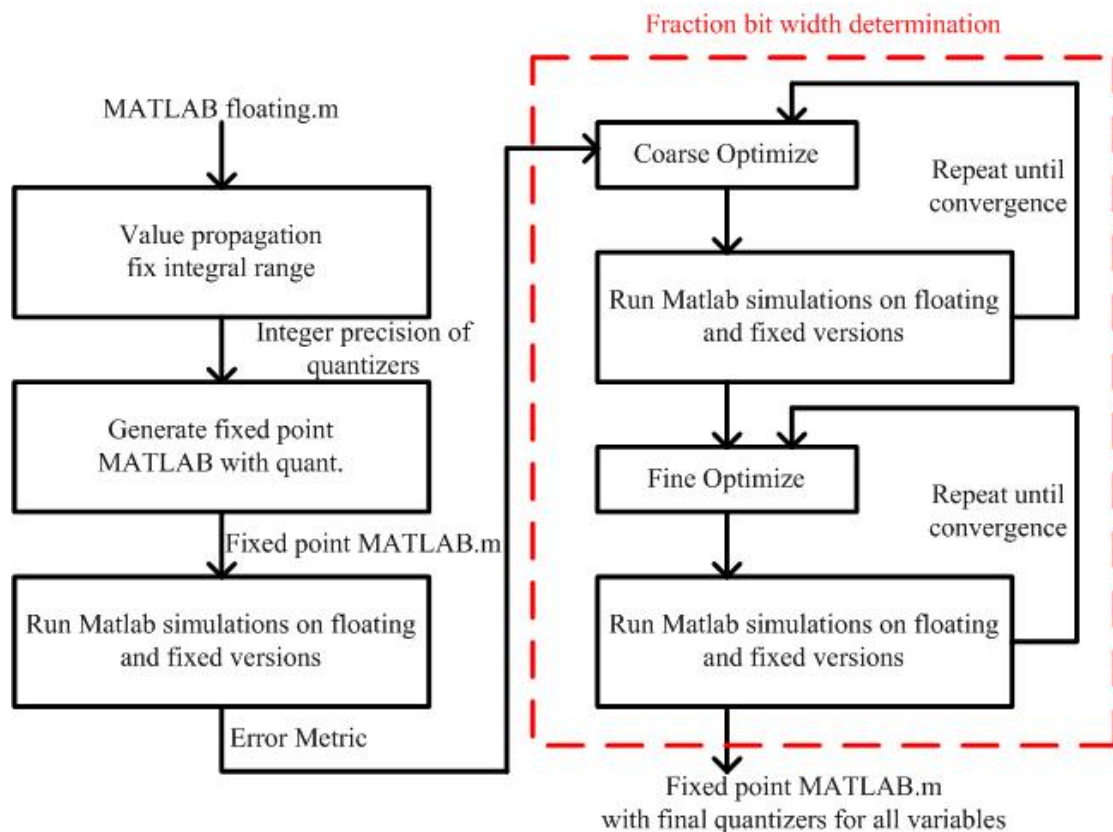 Fraction bit width determination
MATLAB floating.m
Value propagation
fix integral range
Integer precision of
quantizers
Generate fixed point
MATLAB with quant.
Fixed point MATLAB.m
Run Matlab simulations on floating
and fixed versions
Error Metric
Coarse Optimize
Repeat until
convergence
Run Matlab simulations on floating
and fixed versions
Fine Optimize
Repeat until
convergence
Run Matlab simulations on floating
and fixed versions
Fixed point MATLAB.m
with final quantizers for all variables